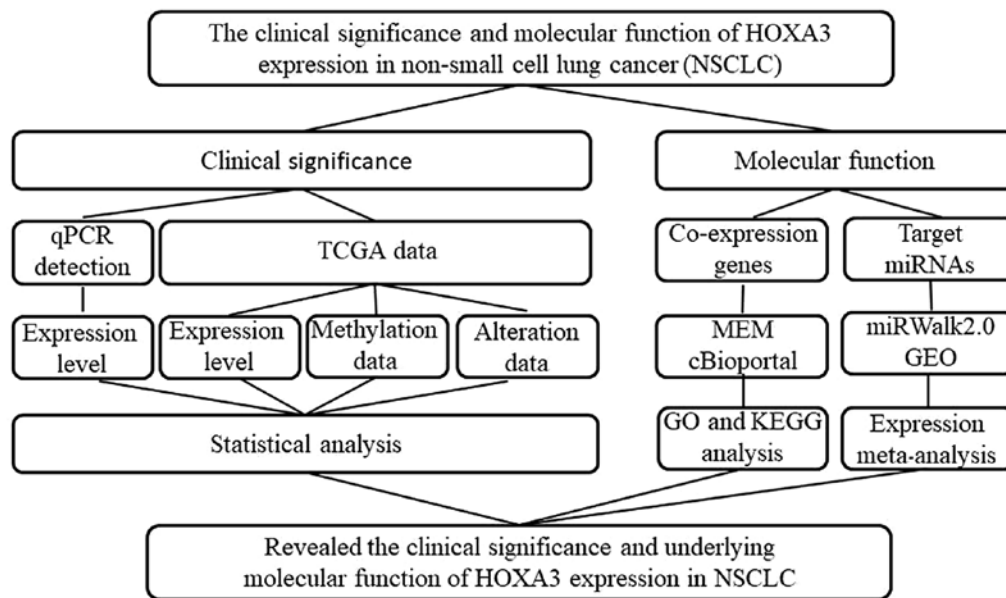 The clinical significance and molecular function of HOXA3
expression in non-small cell lung cancer (NSCLC)
Clinical significance
Molecular function
qPCR
detection
TCGA data
Co-expression
genes
Target
miRNAs
Expression
level
Expression
level
Methylation
data
Alteration
data
MEM
cBioportal
miRWalk2.0
GEO
Statistical analysis
GO and KEGG
analysis
Expression
meta-analysis
Revealed the clinical significance and underlying
molecular function of HOXA3 expression in NSCLC